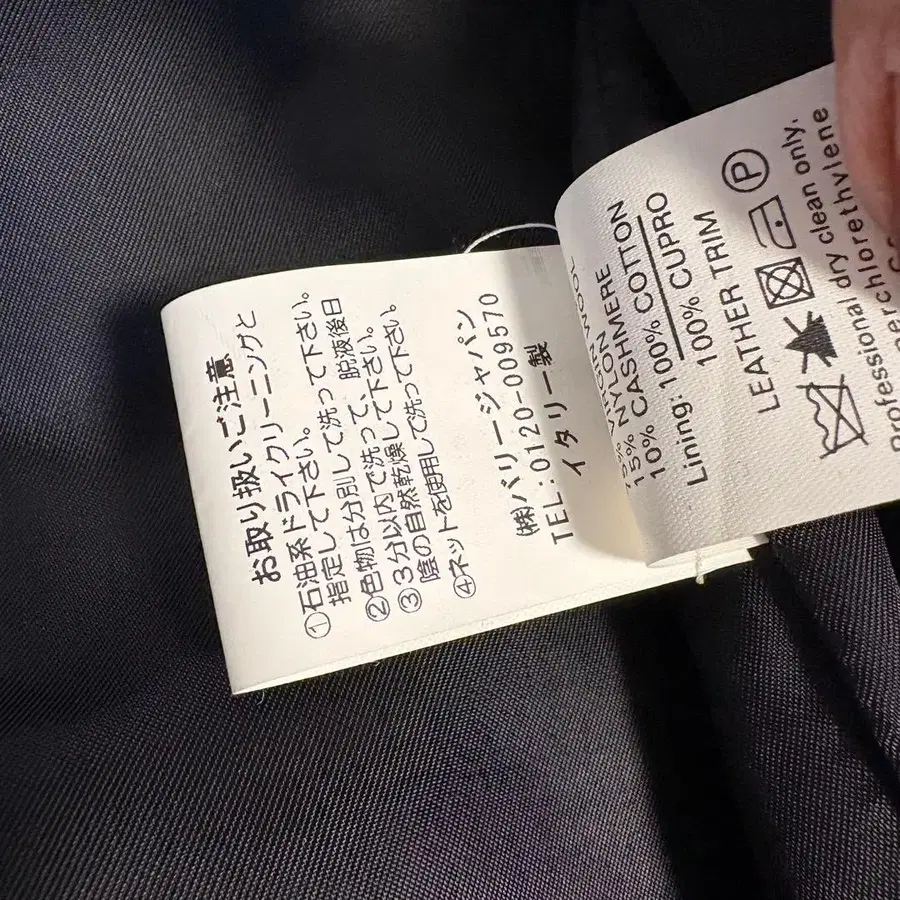 お取り扱いご注意
①石油系ドライクリーニングと
指定して下さい。
②色物は分別して洗って下さい。
③３分以内で洗って、脱液後日
陰の自然乾燥して下さい。
④ネットを使用して洗って下さい。
㈱バリージャパン
TEL:0120-009570
イタリー製
WOOL
15% NYLON
10% CASHMERE
Lining: 100% COTTON
100% CUPRO
LEATHER TRIM
P
Professional dry clean only.
perchlorethylene